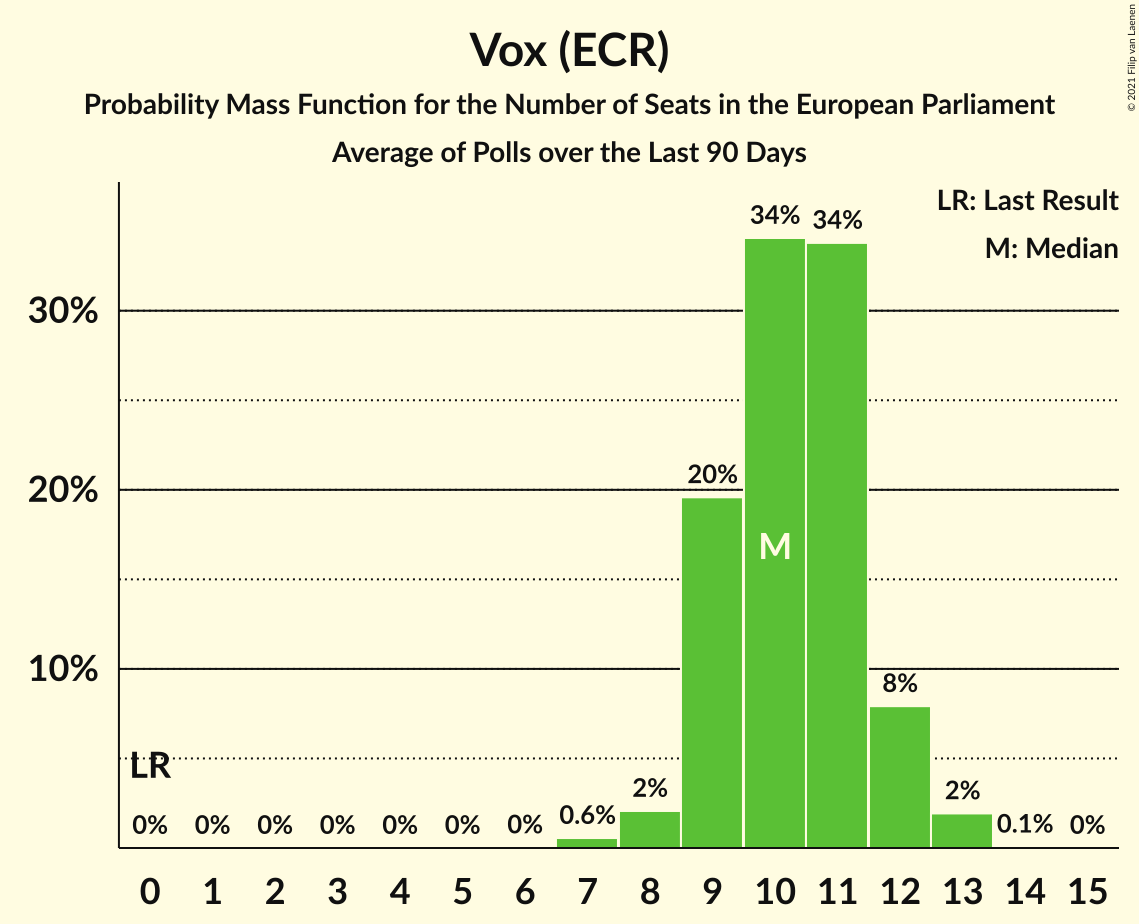 Vox (ECR)
Probability Mass Function for the Number of Seats in the European Parliament
Average of Polls over the Last 90 Days
© 2021 Filip van Laenen
LR: Last Result
M: Median
34% 34%
30%
20%
20%
M
10%
8%
LR
2% 2%
0% 0% 0% 0% 0% 0% 0% 0.6% 0.1% 0%
0 1 2 3 4 5 6 7 8 9 10 11 12 13 14 15